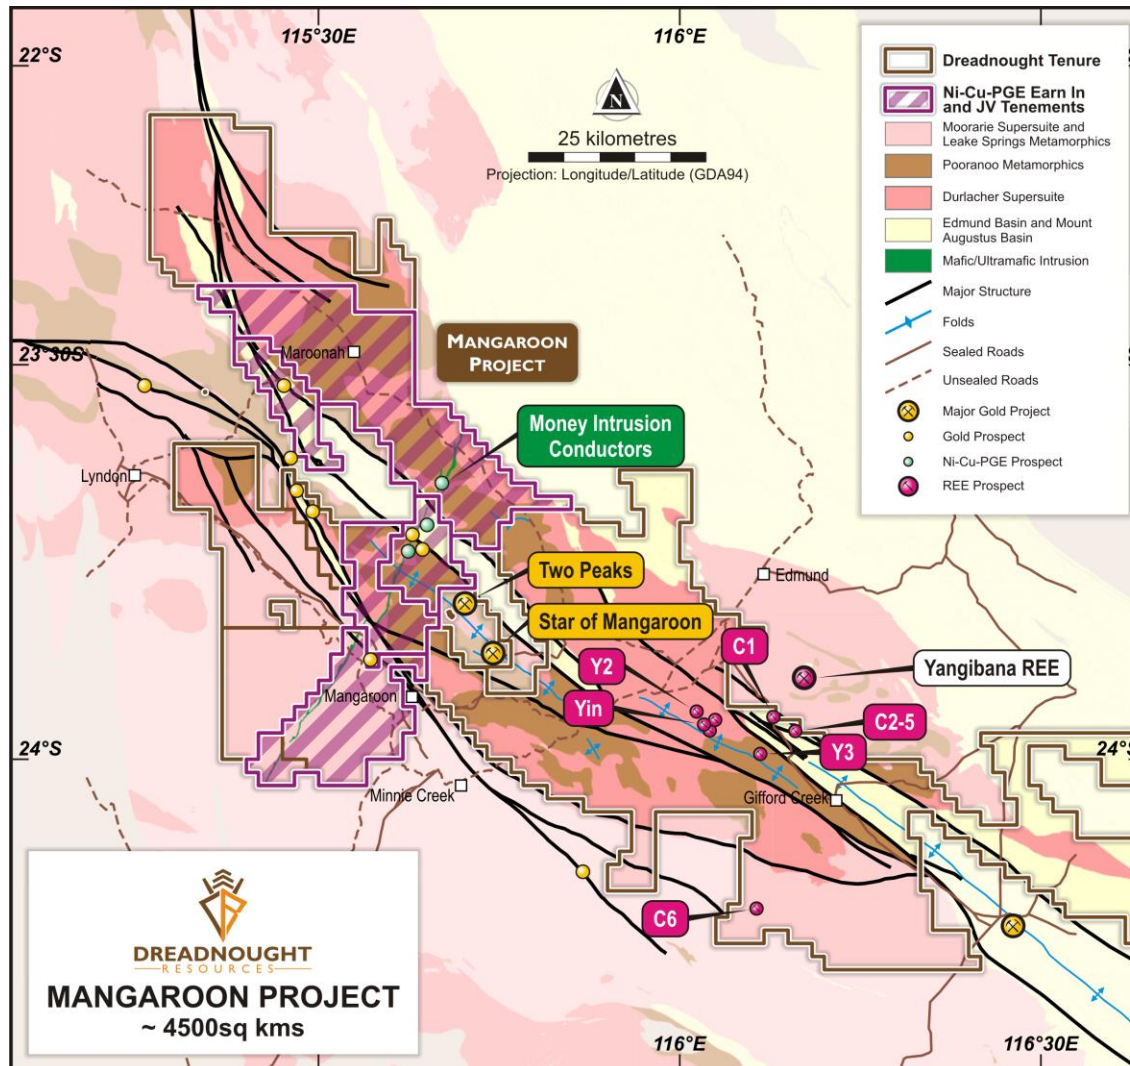 115°30E
116°E
22°S
N
25 kilometres
Projection: Longitude/Latitude (GDA94)
Dreadnought Tenure
Ni-Cu-PGE Earn In
and JV Tenements
Moorarie Supersuite and
Leake Springs Metamorphics
Pooranoo Metamorphics
Durlacher Supersuite
Edmund Basin and Mount
Augustus Basin
Mafic/Ultramafic Intrusion
Major Structure
Folds
Sealed Roads
Unsealed Roads
Major Gold Project
Gold Prospect
Ni-Cu-PGE Prospect
REE Prospect
23°30S
Maroonah
MANGAROON
PROJECT
Money Intrusion
Conductors
Lyndon
Two Peaks
Edmund
Star of Mangaroon
C1
Y2
Yangibana REE
Mangaroon
Yin
C2-5
Y3
24°S
24°S
Minnie Creek
Gifford Creek
C6
DREADNOUGHT
RESOURCES
MANGAROON PROJECT
~ 4500sq kms
116°E
116°30E